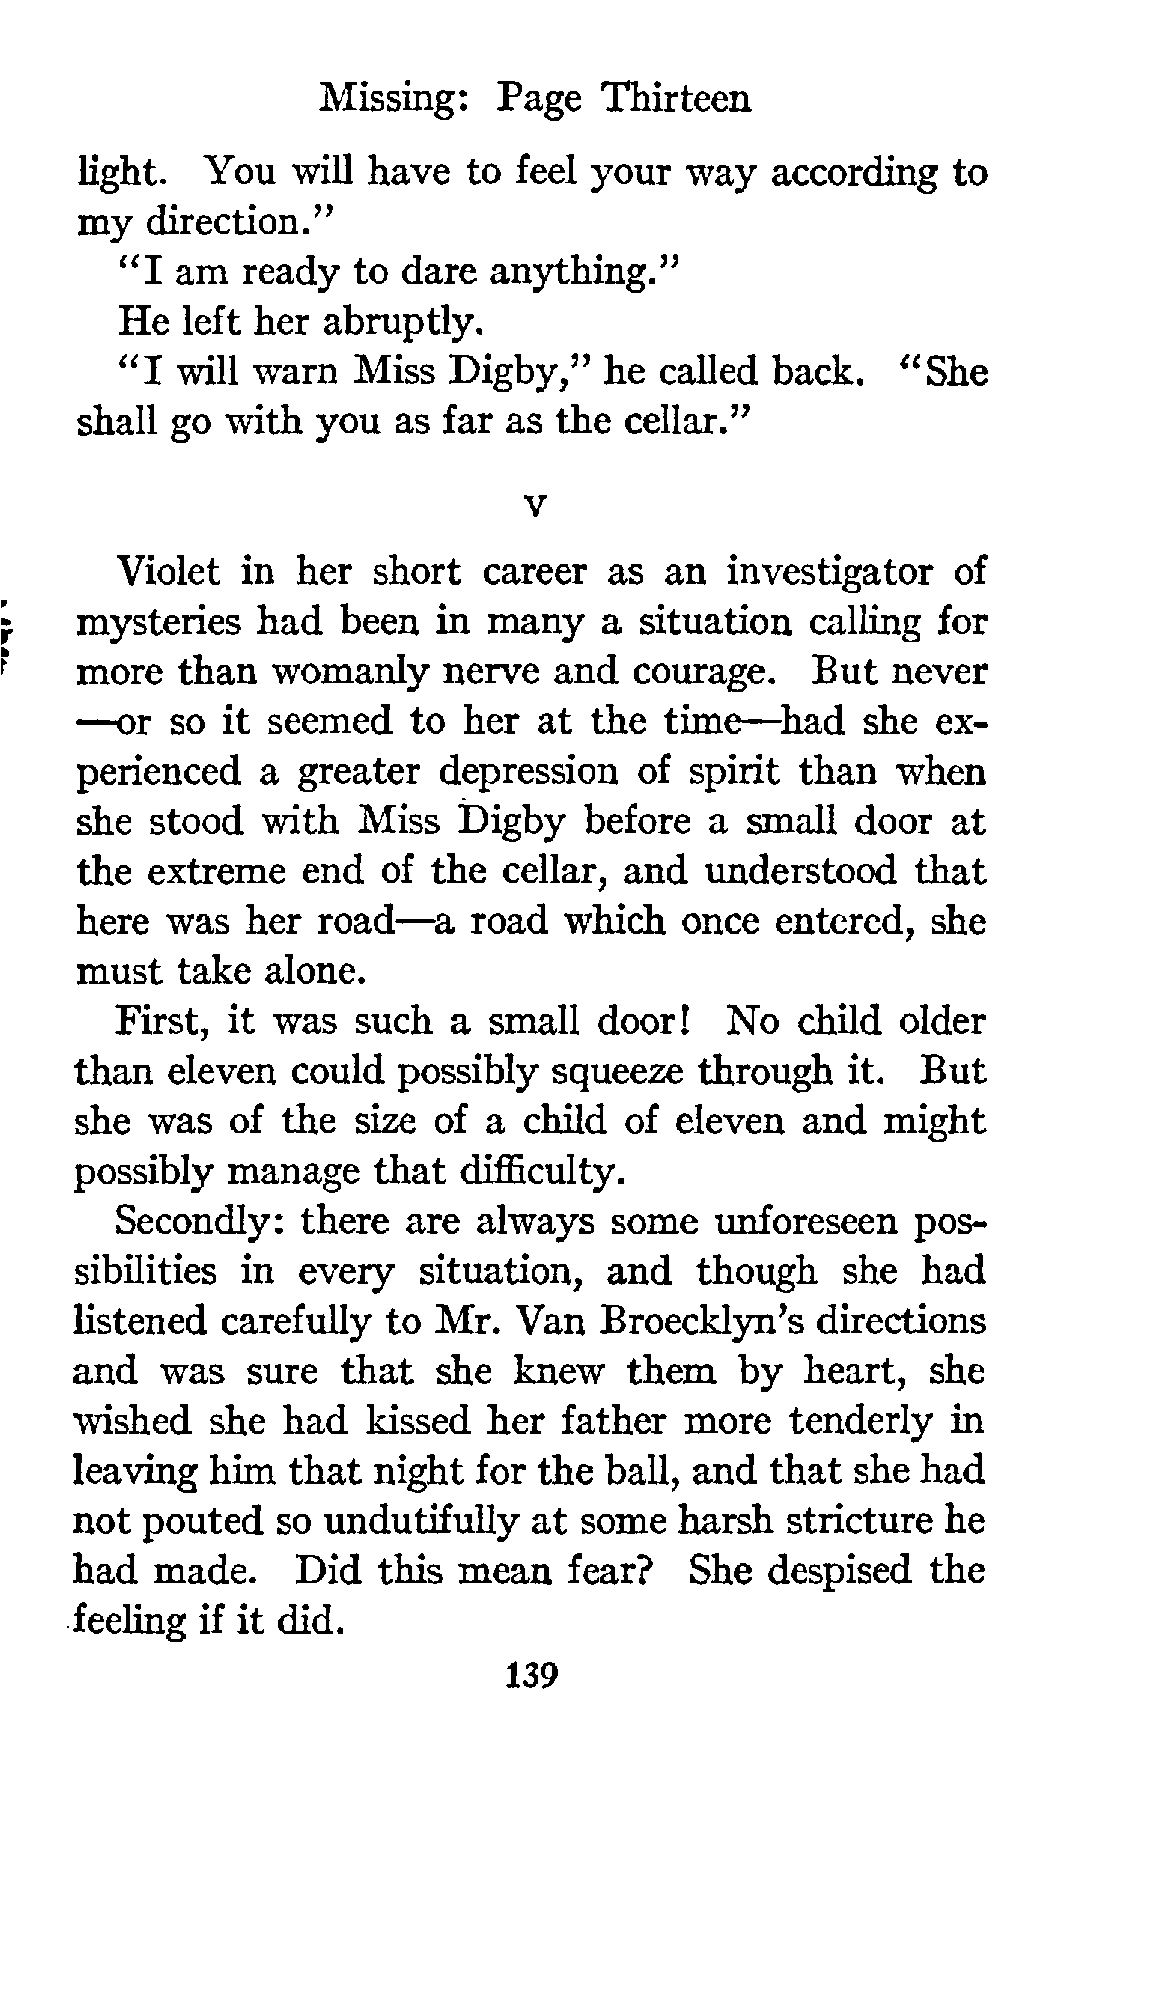 Missing: Page Thirteen
light. You will have to feel your way according to
my direction."
"I am ready to dare anything."
He left her abruptly.
"I will warn Miss Digby," he called back. "She
shall go with you as far as the cellar."
V
Violet in her short career as an investigator of
mysteries had been in many a situation calling for
more than womanly nerve and courage. But never
—or so it seemed to her at the time—had she ex-
perienced a greater depression of spirit than when
she stood with Miss Digby before a small door at
the extreme end of the cellar, and understood that
here was her road—a road which once entered, she
must take alone.
First, it was such a small door! No child older
than eleven could possibly squeeze through it. But
she was of the size of a child of eleven and might
possibly manage that difficulty.
Secondly: there are always some unforeseen pos-
sibilities in every situation, and though she had
listened carefully to Mr. Van Broecklyn's directions
and was sure that she knew them by heart, she
wished she had kissed her father more tenderly in
leaving him that night for the ball, and that she had
not pouted so undutifully at some harsh stricture he
had made. Did this mean fear? She despised the
feeling if it did.
139